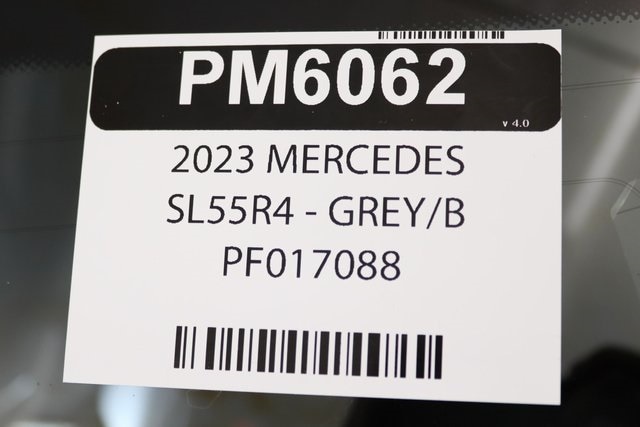 PM6062
v 4.0
2023 MERCEDES
SL55R4 - GREY/B
PF017088